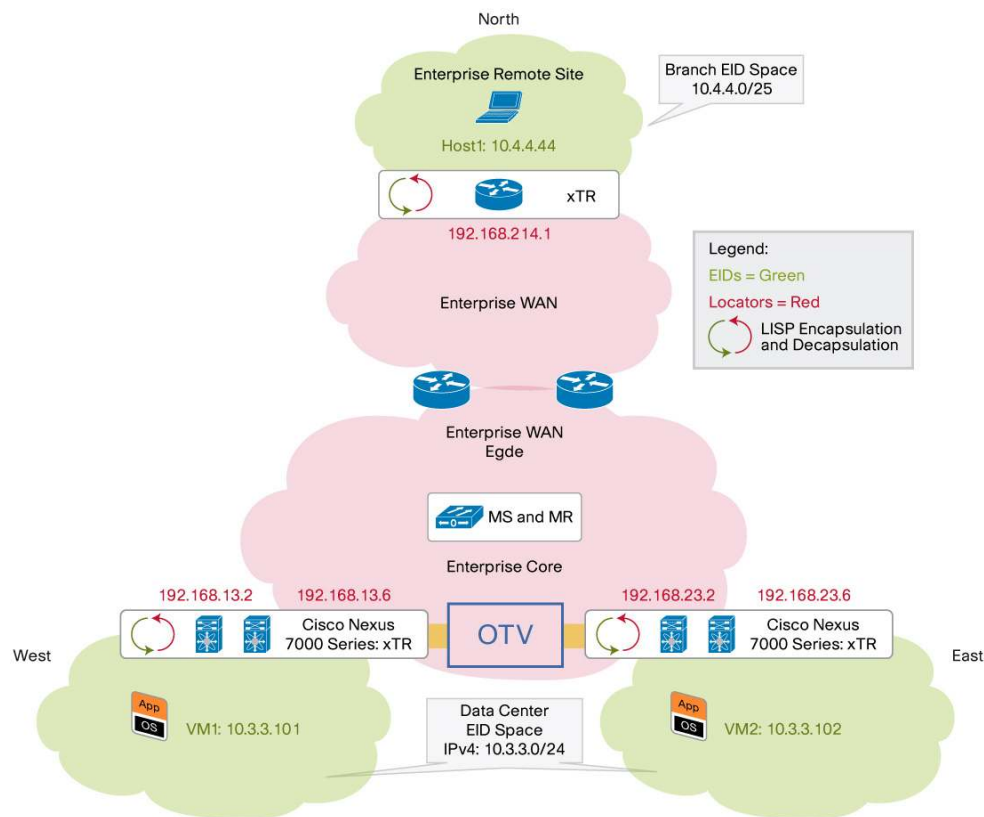 North
Enterprise Remote Site
Host1: 10.4.4.44
Branch EID Space
10.4.4.0/25
xTR
192.168.214.1
Legend:
EIDs = Green
Locators = Red
LISP Encapsulation
and Decapsulation
Enterprise WAN
Enterprise WAN
Egde
MS and MR
Enterprise Core
192.168.13.2
192.168.13.6
192.168.23.2
192.168.23.6
Cisco Nexus
7000 Series: xTR
OTV
Cisco Nexus
7000 Series: xTR
West
East
App
OS
VM1: 10.3.3.101
Data Center
EID Space
IPv4: 10.3.3.0/24
App
OS
VM2: 10.3.3.102